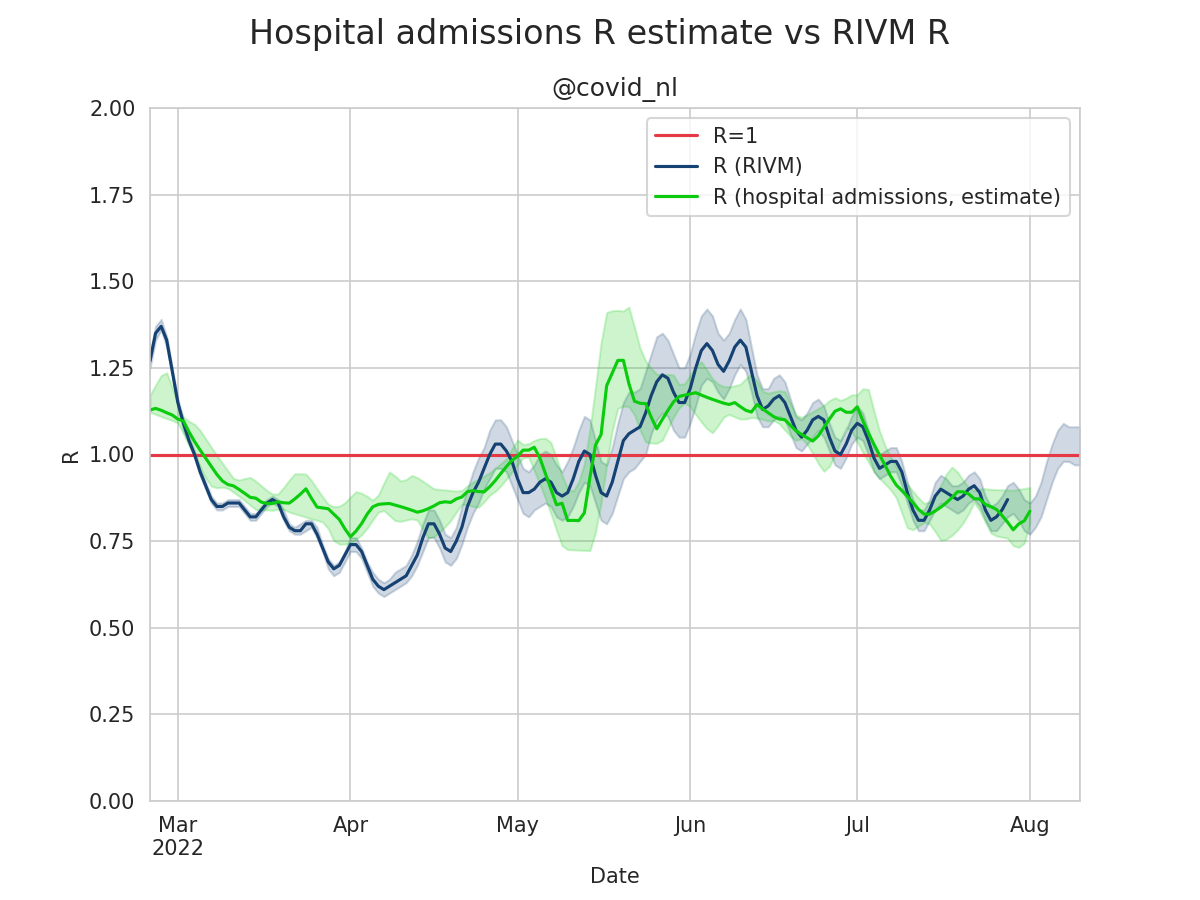 Hospital admissions R estimate vs RIVM R
@covid_nl
R=1
R (RIVM)
R (hospital admissions, estimate)
2.00
1.75
1.50
1.25
1.00
0.75
0.50
0.25
0.00
R
Mar Apr May Jun Jul Aug
2022
Date